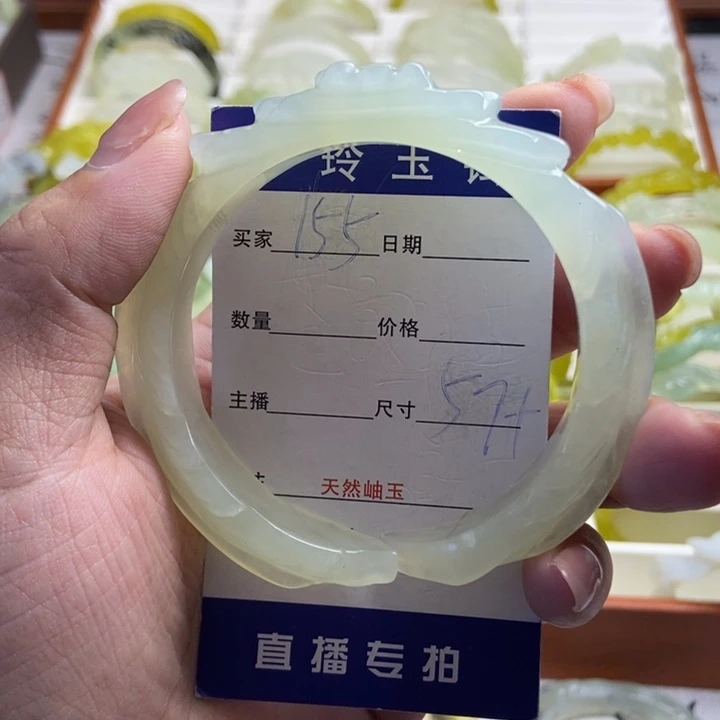 玲玉
买家 155 日期
数量 价格
主播 尺寸 57+
天然岫玉
直播专拍